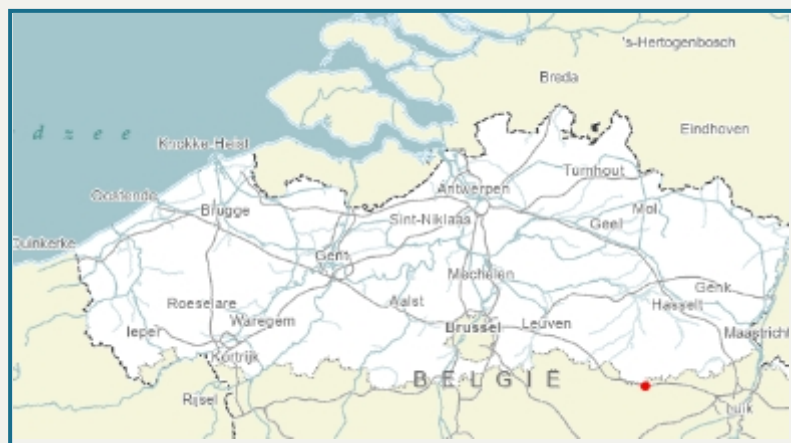 's-Hertogenbosch
Breda
d z e e
Eindhoven
Knokke-Heist
Turnhout
Antwerpen
Oostende
Mol
Brugge
Sint-Niklaas
Geel
Duinkerke
Gent
Mechelen
Genk
Roeselare
Aalst
Hasselt
Waregem
Brussel
Leuven
Ieper
Maastricht
Kortrijk
BELGIË
Rijsel
Luik